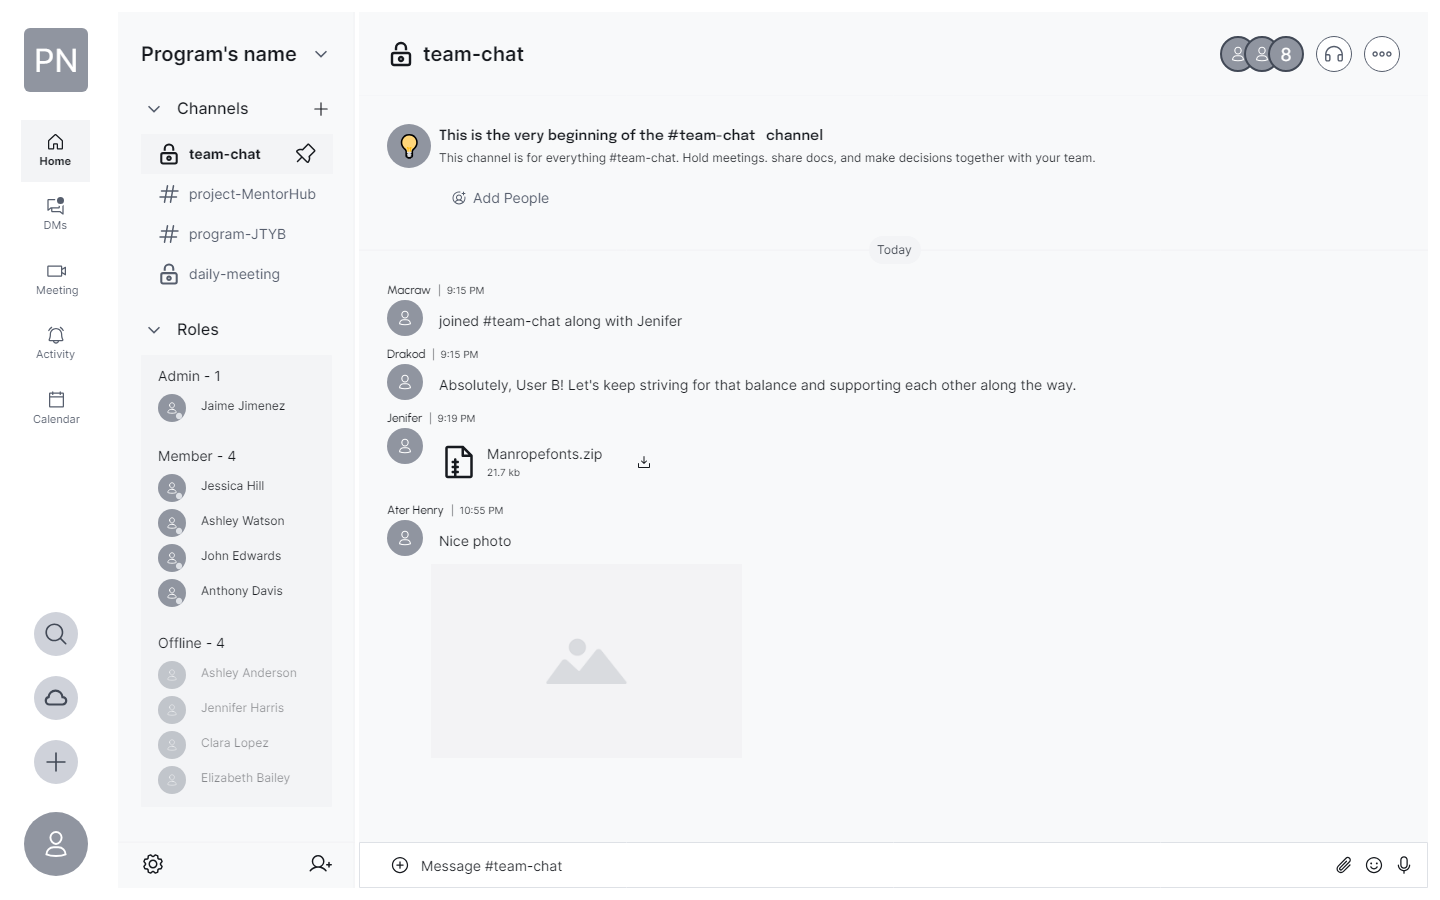 PN
Home
DMs
Meeting
Activity
Calendar
Program's name
Channels
team-chat
project-MentorHub
program-JTYB
daily-meeting
Roles
Admin - 1
Jaime Jimenez
Member - 4
Jessica Hill
Ashley Watson
John Edwards
Anthony Davis
Offline - 4
Ashley Anderson
Jennifer Harris
Clara Lopez
Elizabeth Bailey
team-chat
8
This is the very beginning of the #team-chat channel
This channel is for everything #team-chat. Hold meetings. share docs, and make decisions together with your team.
Add People
Today
Macraw | 9:15 PM
joined #team-chat along with Jenifer
Drakod | 9:15 PM
Absolutely, User B! Let's keep striving for that balance and supporting each other along the way.
Jenifer | 9:19 PM
Manropefonts.zip
21.7 kb
Ater Henry | 10:55 PM
Nice photo
Message #team-chat